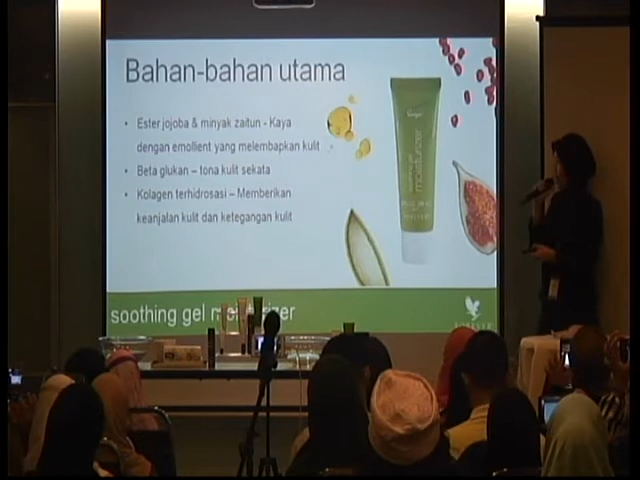 Bahan-bahan utama
• Ester jojoba & minyak zaitun - Kaya
dengan emollient yang melembapkan kulit
• Beta glukan – tona kulit sekata
• Kolagen terhidrosasi – Memberikan
keanjalan kulit dan ketegangan kulit
moisturizer
soothing gel